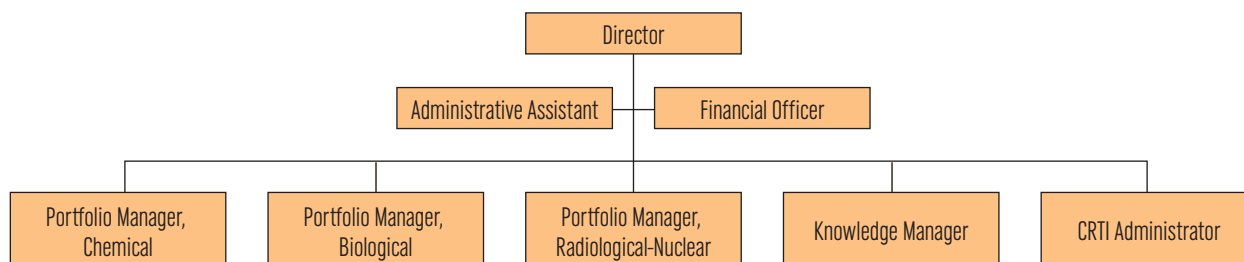 Director
Administrative Assistant
Financial Officer
Portfolio Manager,
Chemical
Portfolio Manager,
Biological
Portfolio Manager,
Radiological-Nuclear
Knowledge Manager
CRTI Administrator